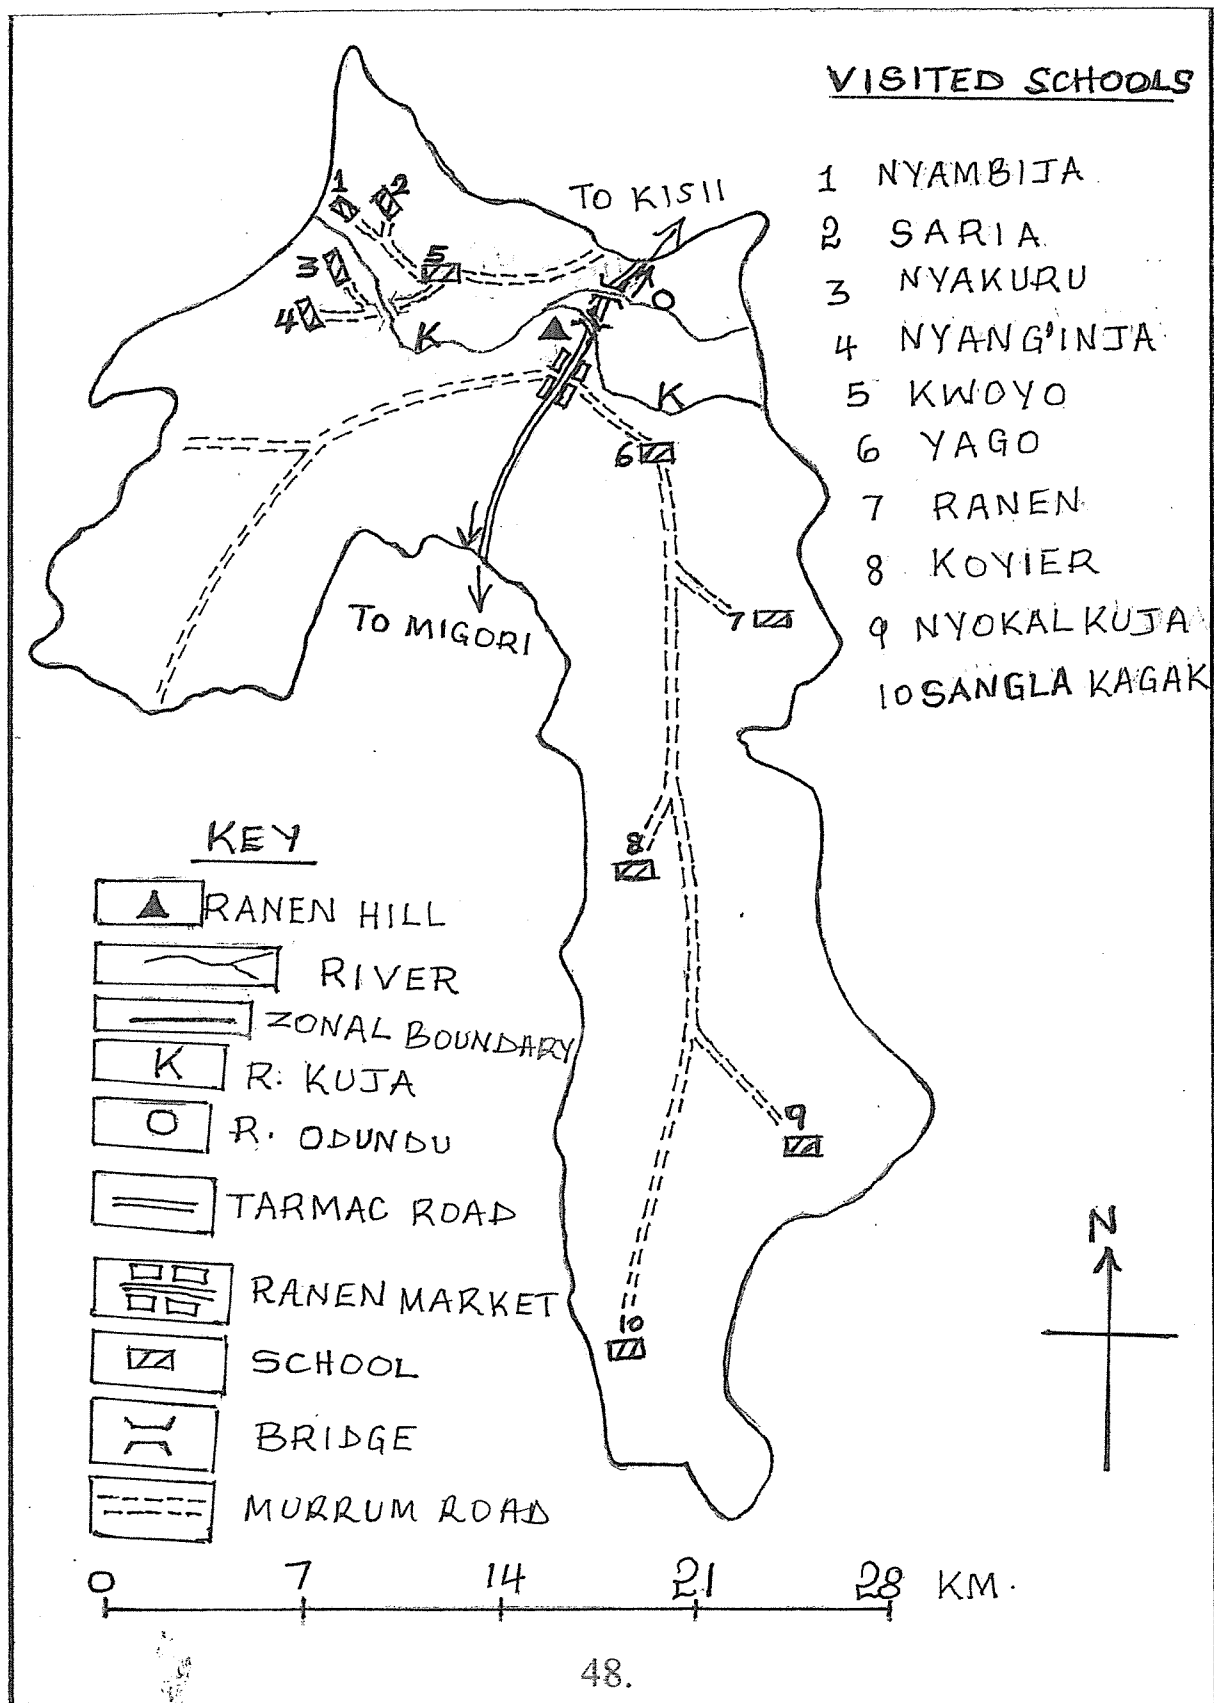 VISITED SCHOOLS
1 NYAMBIJA
2 SARIA
3 NYAKURU
4 NYANG'INJA
5 KWOYO
6 YAGO
7 RANEN
8 KOYIER
9 NYOKAL KUJA
10 SANGLA KAGAK
TO KISII
1
2
3
5
4
K
O
K
6
7
TO MIGORI
8
9
10
N
KEY
RANEN HILL
RIVER
ZONAL BOUNDARY
K R. KUJA
O R. ODUNDU
TARMAC ROAD
RANEN MARKET
SCHOOL
BRIDGE
MURRUM ROAD
0 7 14 21 28 KM.
48.